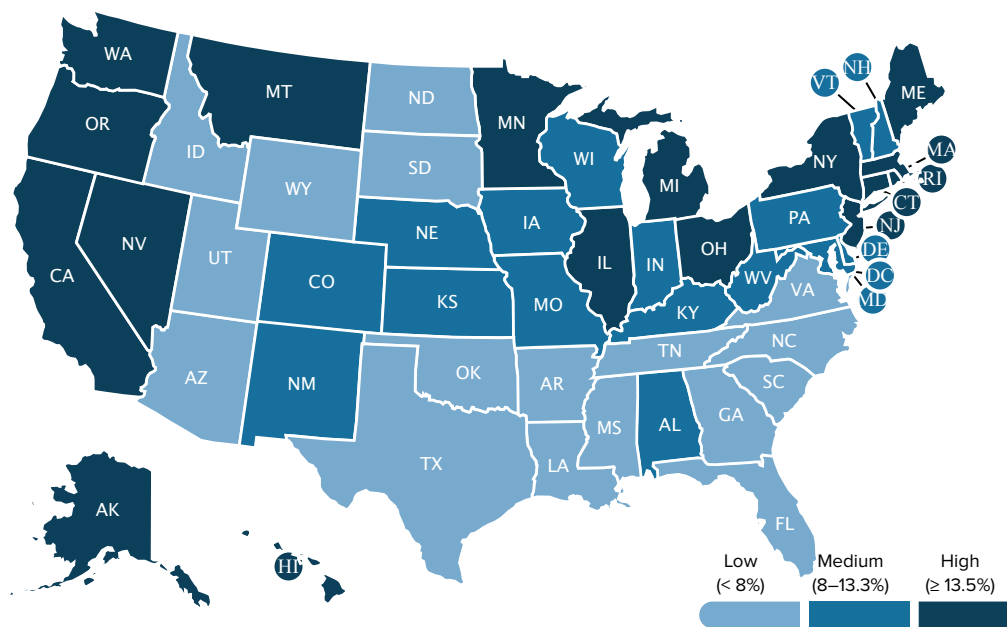 WA
MT
ND
MN
VT
NH
ME
OR
ID
SD
WI
MI
NY
MA
RI
WY
CT
NJ
NV
NE
IA
PA
CA
UT
CO
IL
IN
OH
DE
DC
MD
KS
MO
WV
VA
KY
AZ
NM
OK
AR
TN
NC
SC
TX
LA
MS
AL
GA
AK
FL
HI
Low
(< 8%)
Medium
(8–13.3%)
High
(≥ 13.5%)